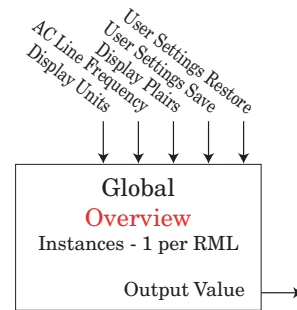 Display Units
AC Line Frequency
Display Plairs
User Settings Save
User Settings Restore
Global
Overview
Instances - 1 per RML
Output Value